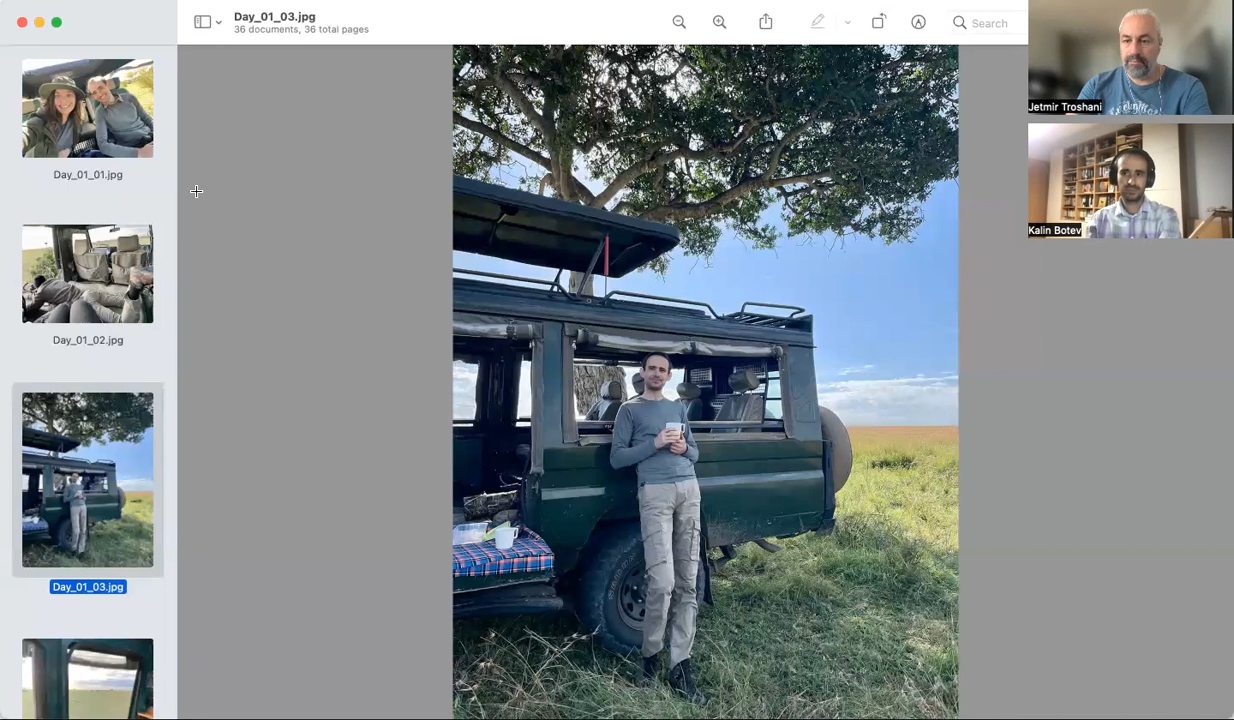 Day_01_03.jpg
36 documents, 36 total pages
Search
Day_01_01.jpg
Day_01_02.jpg
Day_01_03.jpg
Jetmir Troshani
Kalin Botev